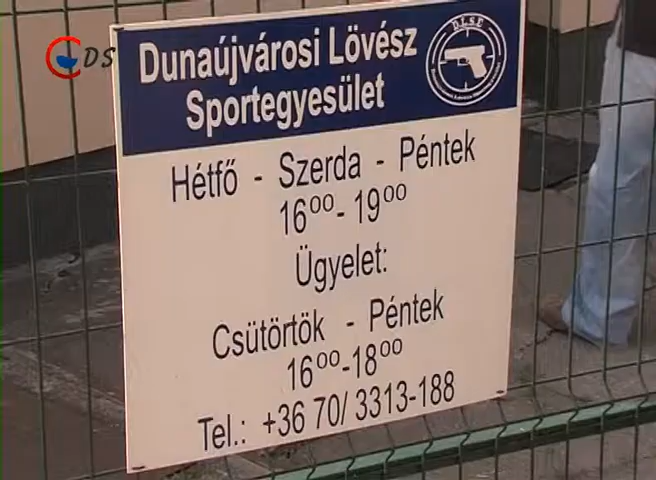 DS
Dunaújvárosi Lövész
Sportegyesület
DLSE
Hétfő - Szerda - Péntek
16⁰⁰- 19⁰⁰
Ügyelet:
Csütörtök - Péntek
16⁰⁰-18⁰⁰
Tel.: +36 70/ 3313-188